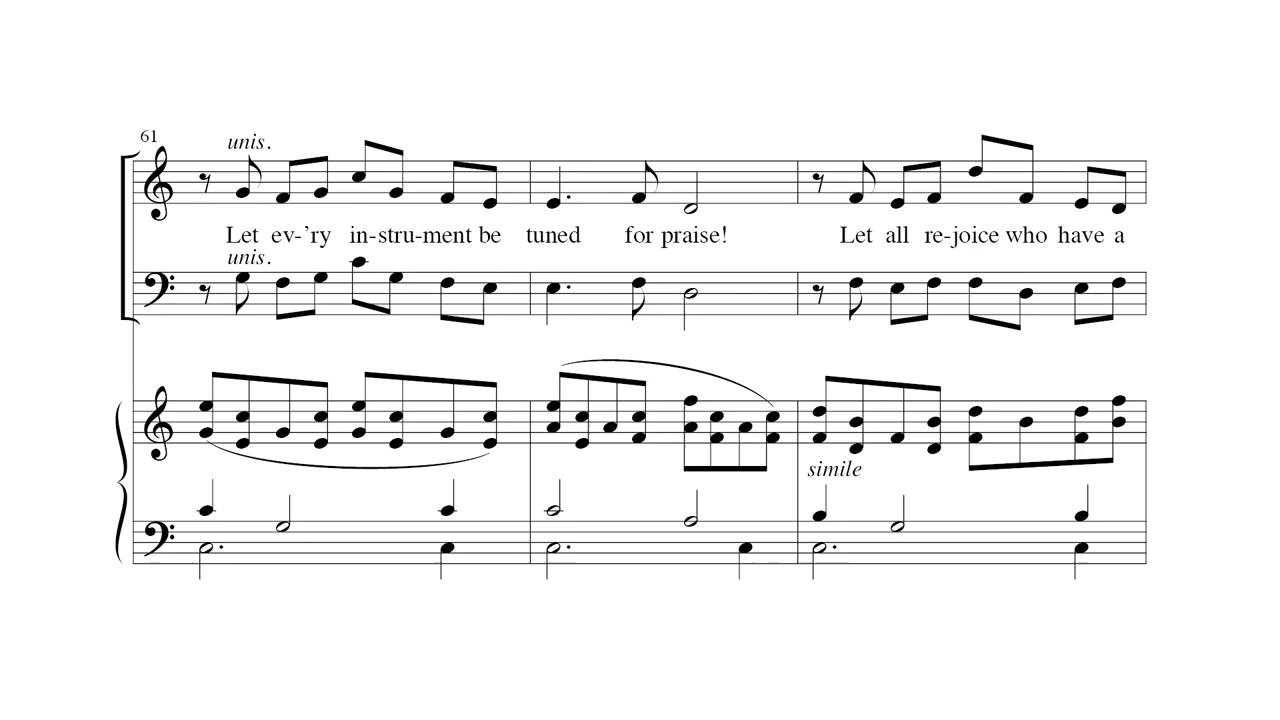 61
unis.
Let ev-'ry in-stru-ment be tuned for praise! Let all re-joice who have a
unis.
simile